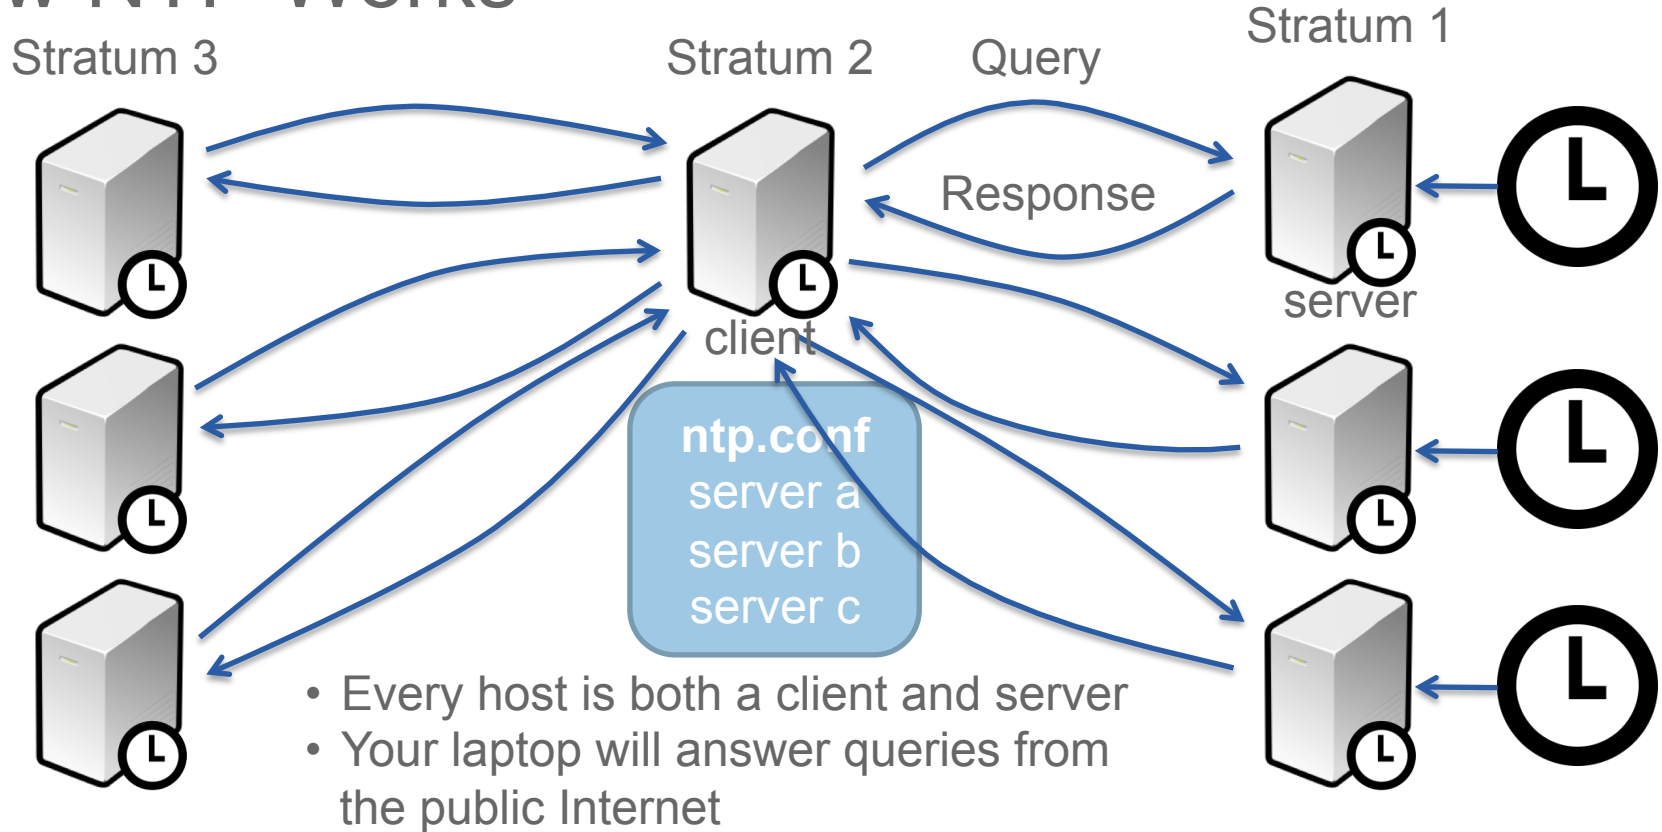 Stratum 3
Stratum 2
Query
Stratum 1
Response
server
client
ntp.conf
server a
server b
server c
• Every host is both a client and server
• Your laptop will answer queries from
the public Internet